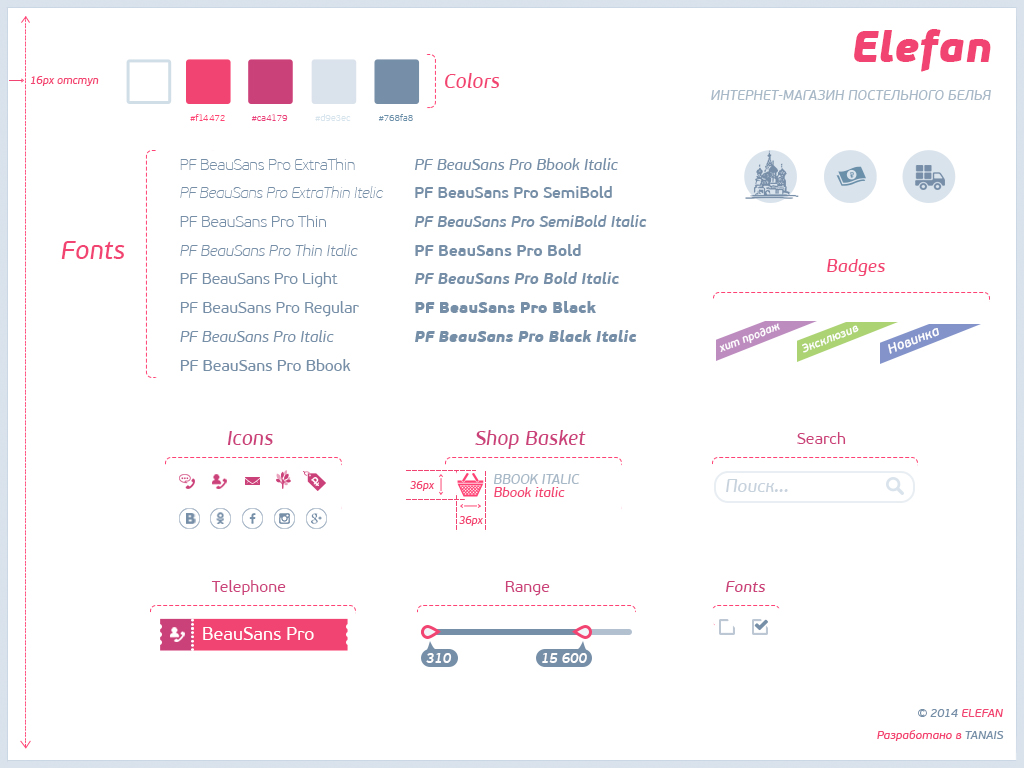 Elefan
ИНТЕРНЕТ-МАГАЗИН ПОСТЕЛЬНОГО БЕЛЬЯ
16px отступ
Colors
#f14472
#ca4179
#d9e3ec
#768fa8
Fonts
PF BeauSans Pro ExtraThin
PF BeauSans Pro ExtraThin Itelic
PF BeauSans Pro Thin
PF BeauSans Pro Thin Italic
PF BeauSans Pro Light
PF BeauSans Pro Regular
PF BeauSans Pro Italic
PF BeauSans Pro Bbook
PF BeauSans Pro Bbook Italic
PF BeauSans Pro SemiBold
PF BeauSans Pro SemiBold Italic
PF BeauSans Pro Bold
PF BeauSans Pro Bold Italic
PF BeauSans Pro Black
PF BeauSans Pro Black Italic
Badges
хит продаж
Эксклюзив
Новинка
Icons
Shop Basket
36px
BBOOK ITALIC
Bbook italic
36px
Search
Поиск...
Telephone
BeauSans Pro
Range
310
15 600
Fonts
© 2014 ELEFAN
Разработано в TANAIS